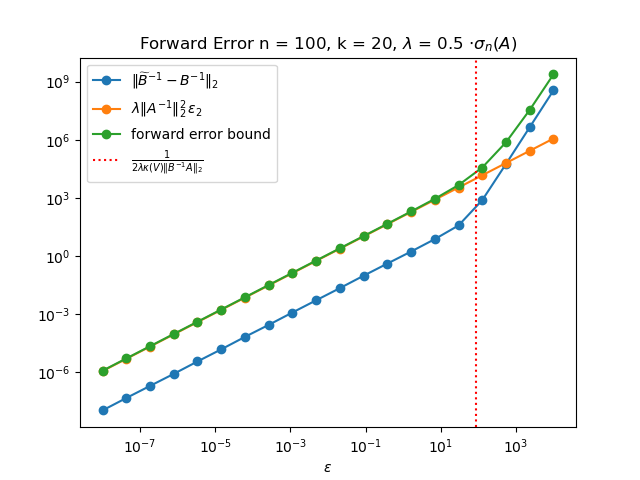 Forward Error n = 100, k = 20, λ = 0.5 ·σₙ(A)
‖B̃⁻¹ − B⁻¹‖₂
λ‖A⁻¹‖₂²ε₂
forward error bound
1/(2λκ(V)‖B⁻¹A‖₂)
10⁹
10⁶
10³
10⁰
10⁻³
10⁻⁶
10⁻⁷ 10⁻⁵ 10⁻³ 10⁻¹ 10¹ 10³
ε